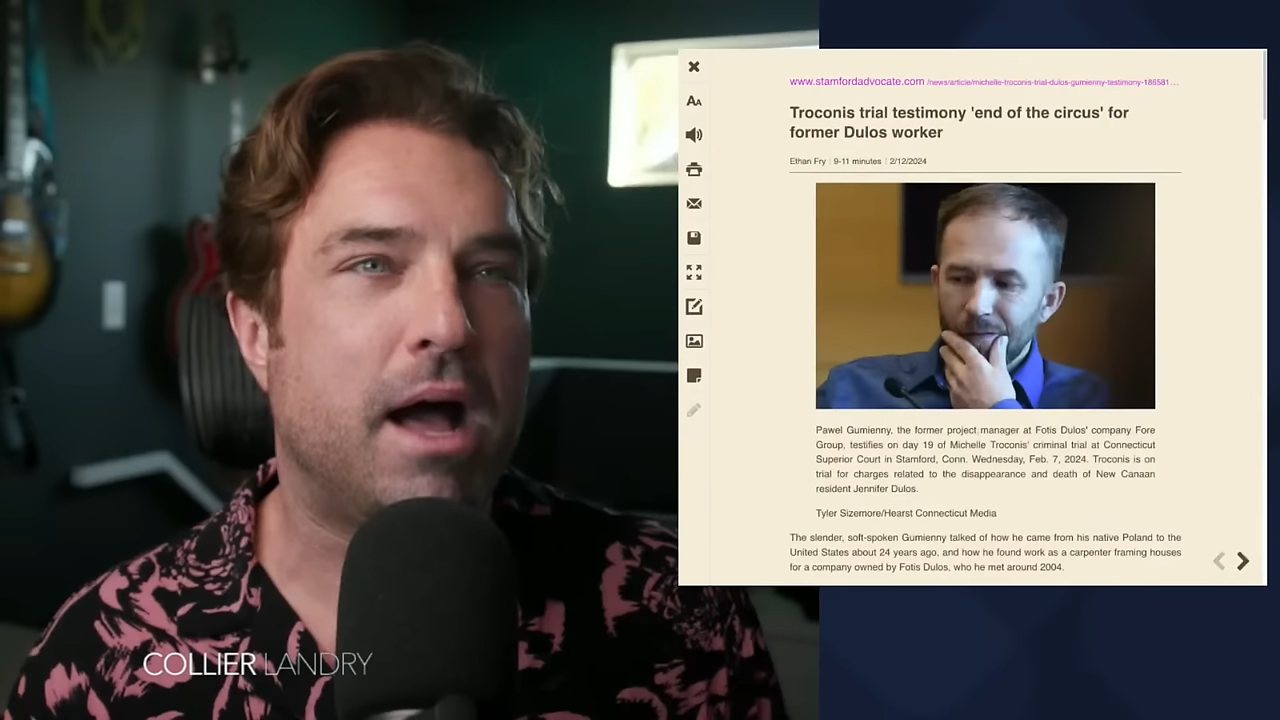 www.stamfordadvocate.com /news/article/michelle-troconis-trial-dulos-gumienny-testimony-186581...
Troconis trial testimony 'end of the circus' for
former Dulos worker
Ethan Fry | 9-11 minutes | 2/12/2024
AA
Pawel Gumienny, the former project manager at Fotis Dulos' company Fore
Group, testifies on day 19 of Michelle Troconis' criminal trial at Connecticut
Superior Court in Stamford, Conn. Wednesday, Feb. 7, 2024. Troconis is on
trial for charges related to the disappearance and death of New Canaan
resident Jennifer Dulos.
Tyler Sizemore/Hearst Connecticut Media
The slender, soft-spoken Gumienny talked of how he came from his native Poland to the
United States about 24 years ago, and how he found work as a carpenter framing houses
for a company owned by Fotis Dulos, who he met around 2004.
COLLIER LANDRY